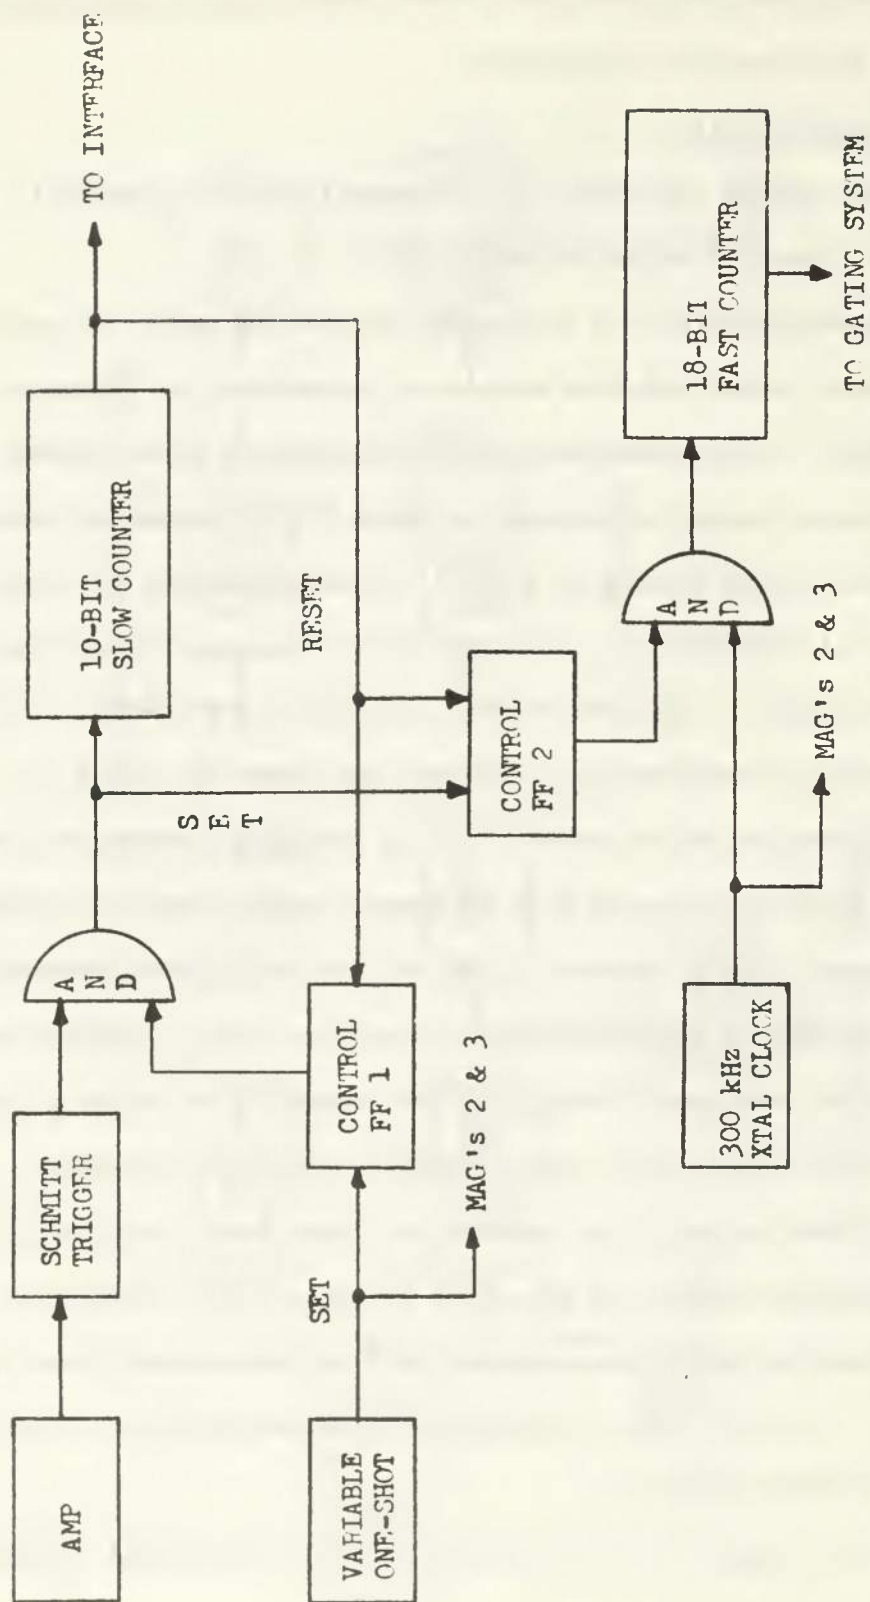 AMP
SCHMITT
TRIGGER
A
N
D
10-BIT
SLOW COUNTER
TO INTERFACE
S
E
T
RESET
VARIABLE
ONE-SHOT
SET
CONTROL
FF 1
MAG's 2 & 3
CONTROL
FF 2
A
N
D
18-BIT
FAST COUNTER
300 kHz
XTAL CLOCK
MAG's 2 & 3
TO GATING SYSTEM